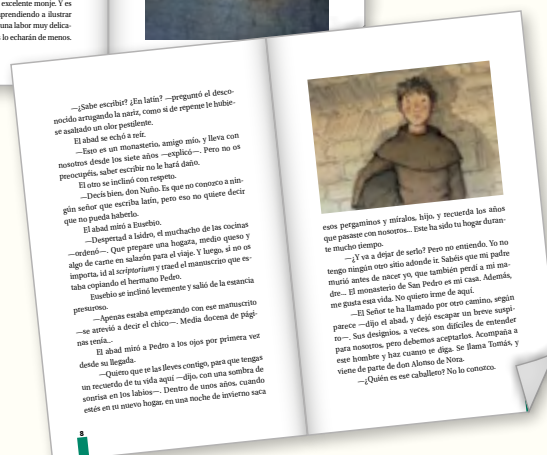 excelente monje. Y es
prendiendo a ilustrar
una labor muy delica-
s lo echarán de menos.
—¿Sabe escribir? ¿En latín? —preguntó el desco-
nocido arrugando la nariz, como si de repente le hubie-
se asaltado un olor pestilente.
El abad se echó a reír.
—Esto es un monasterio, amigo mío, y lleva con
nosotros desde los siete años —explicó—. Pero no os
preocupéis, saber escribir no le hará daño.
El otro se inclinó con respeto.
—Decís bien, don Nuño. Es que no conozco a nin-
gún señor que escriba latín, pero eso no quiere decir
que no pueda haberlo.
El abad miró a Eusebio.
—Despertad a Isidro, el muchacho de las cocinas
—ordenó—. Que prepare una hogaza, medio queso y
algo de carne en salazón para el viaje. Y luego, si no os
importa, id al scriptorium y traed el manuscrito que es-
taba copiando el hermano Pedro.
Eusebio se inclinó levemente y salió de la estancia
presuroso.
—Apenas estaba empezando con ese manuscrito
—se atrevió a decir el chico—. Media docena de pági-
nas tenía...
El abad miró a Pedro a los ojos por primera vez
desde su llegada.
—Quiero que te las lleves contigo, para que tengas
un recuerdo de tu vida aquí —dijo, con una sombra de
sonrisa en los labios—. Dentro de unos años, cuando
estés en tu nuevo hogar, en una noche de invierno saca
8
esos pergaminos y míralos, hijo, y recuerda los años
que pasaste con nosotros... Este ha sido tu hogar duran-
te mucho tiempo.
—¿Y va a dejar de serlo? Pero no entiendo. Yo no
tengo ningún otro sitio adonde ir. Sabéis que mi padre
murió antes de nacer yo, que también perdí a mi ma-
dre... El monasterio de San Pedro es mi casa. Además,
me gusta esta vida. No quiero irme de aquí.
—El Señor te ha llamado por otro camino, según
parece —dijo el abad, y dejó escapar un breve suspi-
ro—. Sus designios, a veces, son difíciles de entender
para nosotros, pero debemos aceptarlos. Acompaña a
este hombre y haz cuanto te diga. Se llama Tomás, y
viene de parte de don Alonso de Nora.
—¿Quién es ese caballero? No lo conozco.